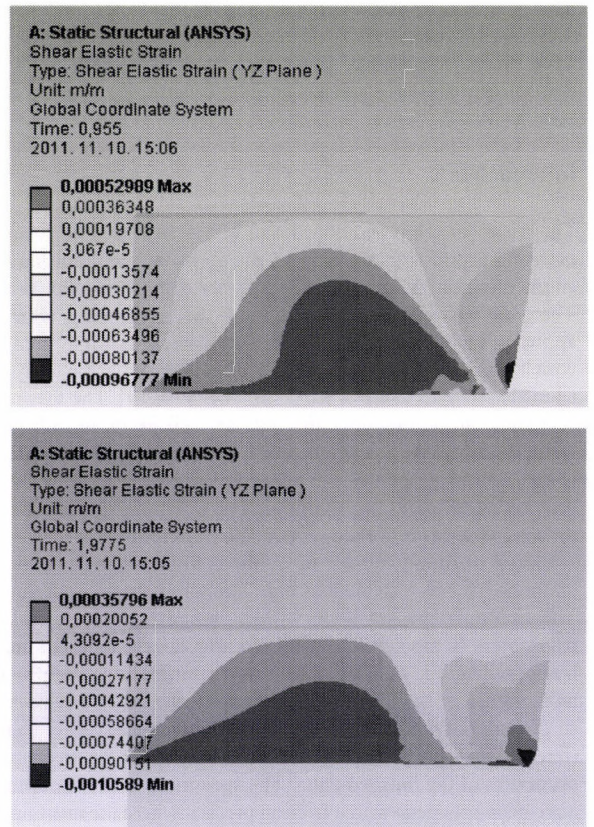 A: Static Structural (ANSYS)
Shear Elastic Strain
Type: Shear Elastic Strain ( YZ Plane )
Unit: m/m
Global Coordinate System
Time: 0,955
2011. 11. 10. 15:06
0,00052989 Max
0,00036348
0,00019708
3,067e-5
-0,00013574
-0,00030214
-0,00046855
-0,00063496
-0,00080137
-0,00096777 Min
A: Static Structural (ANSYS)
Shear Elastic Strain
Type: Shear Elastic Strain ( YZ Plane )
Unit: m/m
Global Coordinate System
Time: 1,9775
2011. 11. 10. 15:05
0,00035796 Max
0,00020052
4,3092e-5
-0,00011434
-0,00027177
-0,00042921
-0,00058664
-0,00074407
-0,00090151
-0,0010589 Min